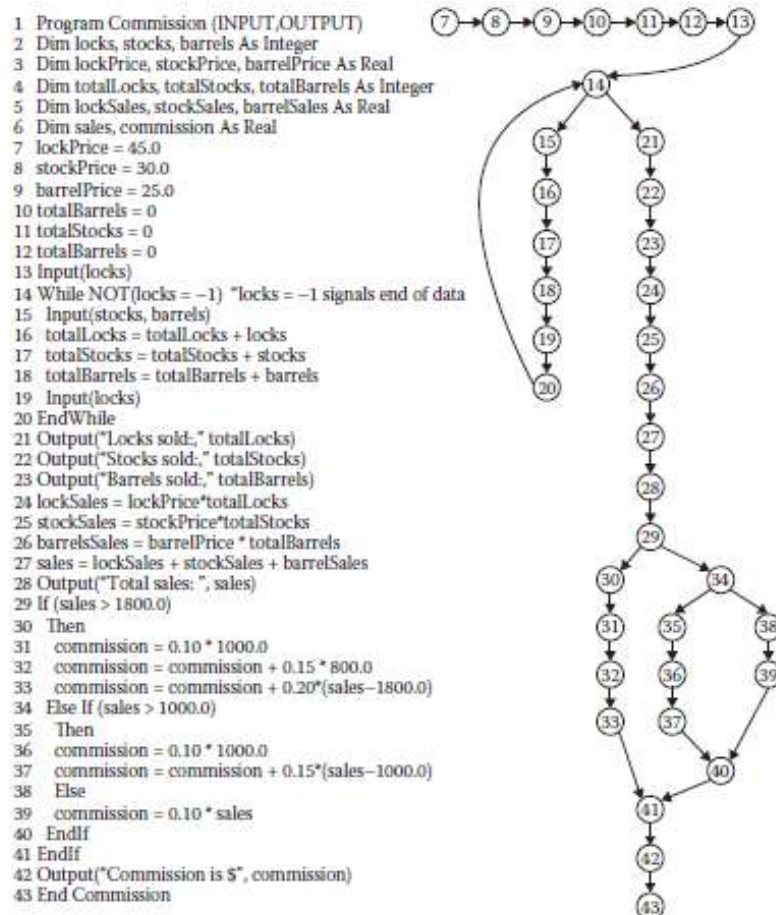 1 Program Commission (INPUT,OUTPUT)
2 Dim locks, stocks, barrels As Integer
3 Dim lockPrice, stockPrice, barrelPrice As Real
4 Dim totalLocks, totalStocks, totalBarrels As Integer
5 Dim lockSales, stockSales, barrelSales As Real
6 Dim sales, commission As Real
7 lockPrice = 45.0
8 stockPrice = 30.0
9 barrelPrice = 25.0
10 totalBarrels = 0
11 totalStocks = 0
12 totalBarrels = 0
13 Input(locks)
14 While NOT(locks = −1) "locks = −1 signals end of data
15 Input(stocks, barrels)
16 totalLocks = totalLocks + locks
17 totalStocks = totalStocks + stocks
18 totalBarrels = totalBarrels + barrels
19 Input(locks)
20 EndWhile
21 Output("Locks sold:," totalLocks)
22 Output("Stocks sold:," totalStocks)
23 Output("Barrels sold:," totalBarrels)
24 lockSales = lockPrice*totalLocks
25 stockSales = stockPrice*totalStocks
26 barrelsSales = barrelPrice * totalBarrels
27 sales = lockSales + stockSales + barrelSales
28 Output("Total sales: ", sales)
29 If (sales > 1800.0)
30 Then
31 commission = 0.10 * 1000.0
32 commission = commission + 0.15 * 800.0
33 commission = commission + 0.20*(sales−1800.0)
34 Else If (sales > 1000.0)
35 Then
36 commission = 0.10 * 1000.0
37 commission = commission + 0.15*(sales−1000.0)
38 Else
39 commission = 0.10 * sales
40 EndIf
41 EndIf
42 Output("Commission is $", commission)
43 End Commission
7 8 9 10 11 12 13
14
15 21
16 22
17 23
18 24
19 25
20 26
27
28
29
30 34
31 35 38
32 36 39
33 37
40
41
42
43